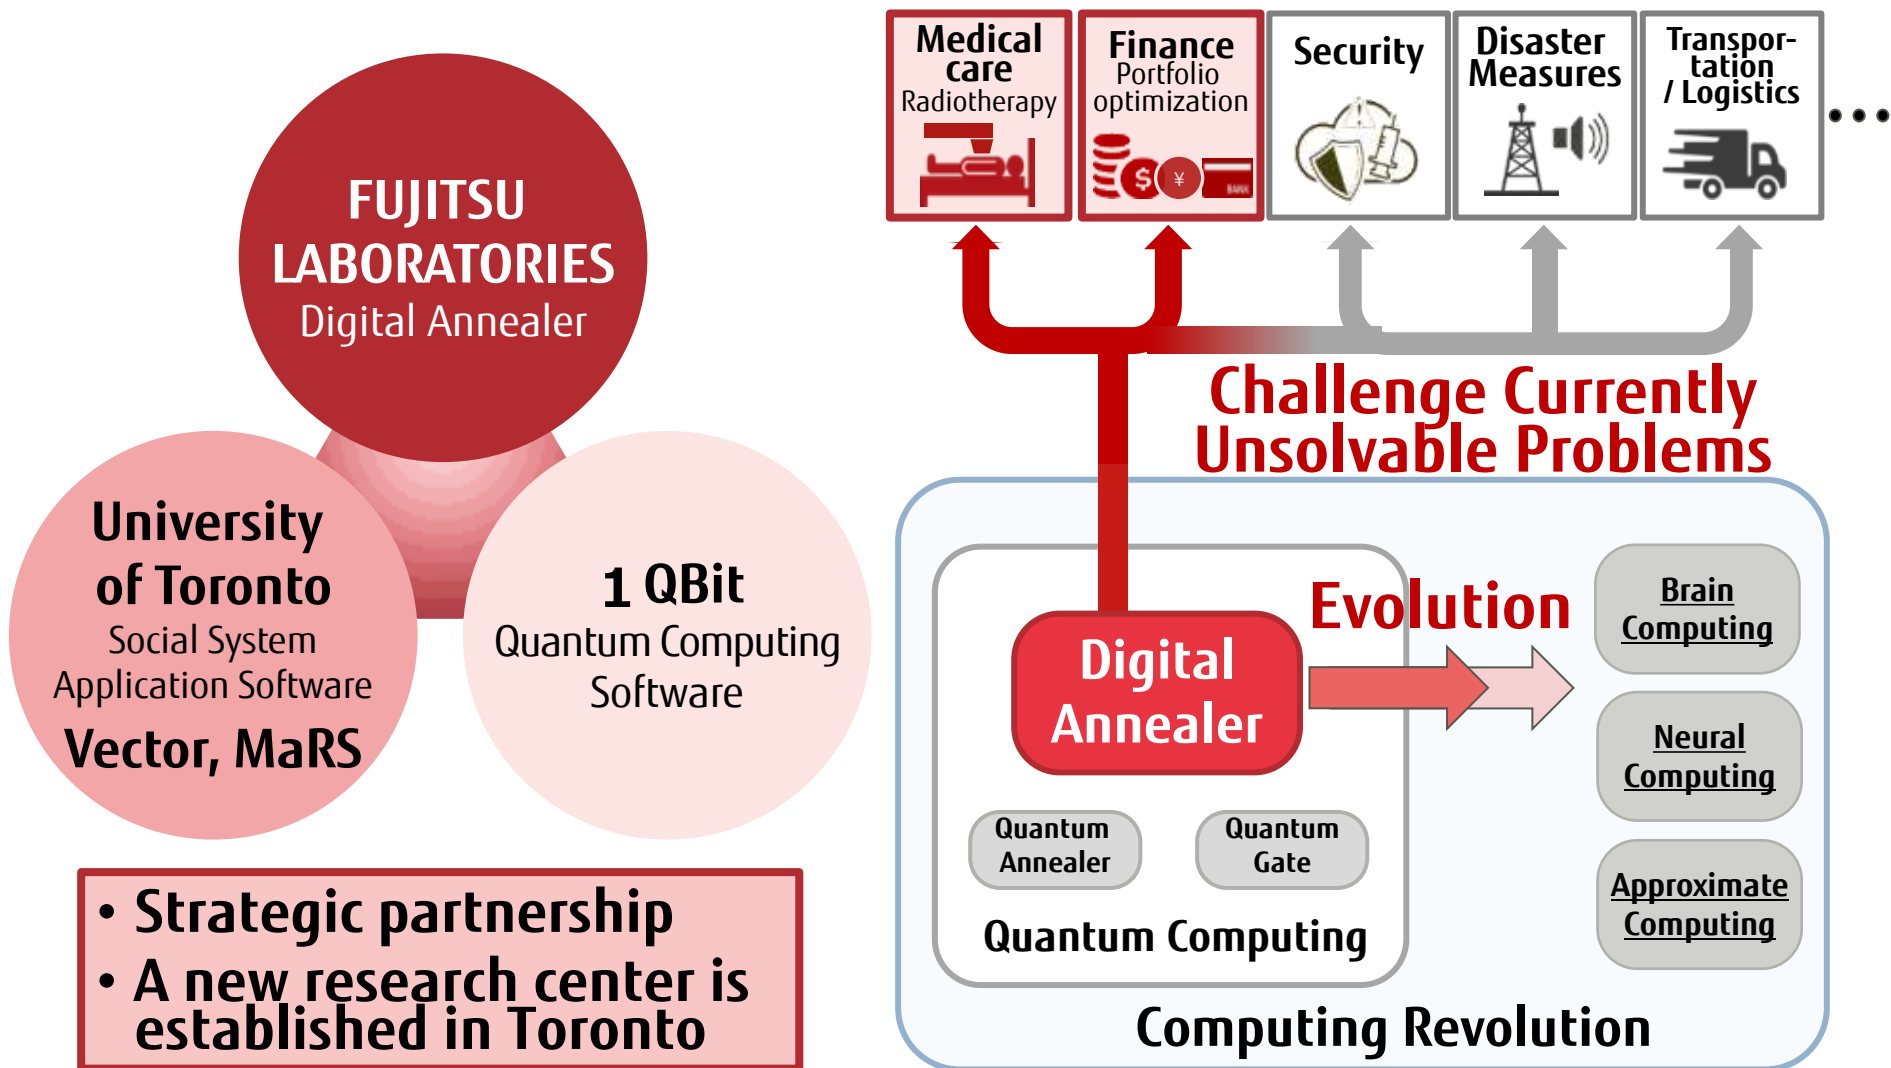 FUJITSU
LABORATORIES
Digital Annealer
University
of Toronto
Social System
Application Software
Vector, MaRS
1 QBit
Quantum Computing
Software
• Strategic partnership
• A new research center is
established in Toronto
Medical
care
Radiotherapy
Finance
Portfolio
optimization
$
¥
BANK
Security
Disaster
Measures
Transpor-
tation
/ Logistics
•••
Challenge Currently
Unsolvable Problems
Evolution
Digital
Annealer
Quantum
Annealer
Quantum
Gate
Quantum Computing
Brain
Computing
Neural
Computing
Approximate
Computing
Computing Revolution